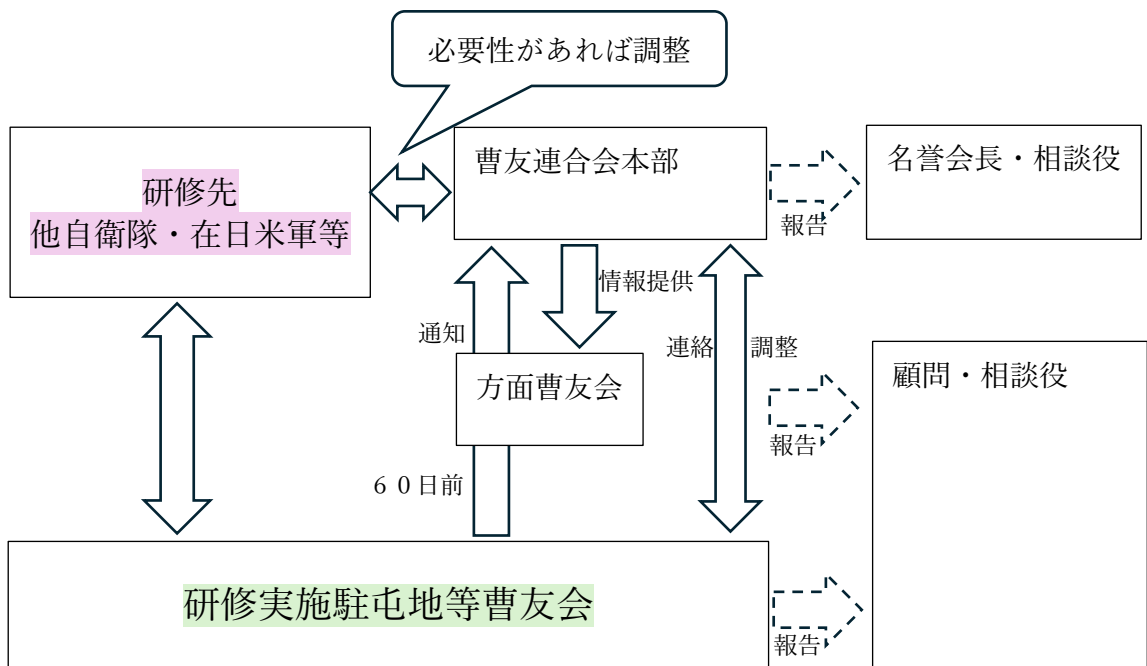 必要性があれば調整
研修先
他自衛隊・在日米軍等
曹友連合会本部
名誉会長・相談役
報告
情報提供
通知
連絡
調整
方面曹友会
顧問・相談役
報告
６０日前
研修実施駐屯地等曹友会
報告